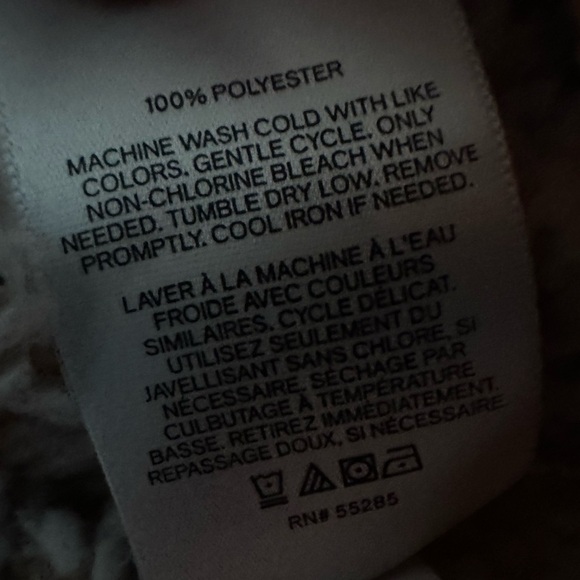 100% POLYESTER
MACHINE WASH COLD WITH LIKE
COLORS. GENTLE CYCLE. ONLY
NON-CHLORINE BLEACH WHEN
NEEDED. TUMBLE DRY LOW. REMOVE
PROMPTLY. COOL IRON IF NEEDED.
LAVER À LA MACHINE À L'EAU
FROIDE AVEC COULEURS
SIMILAIRES. CYCLE DÉLICAT.
UTILISEZ SEULEMENT DU
JAVELLISANT SANS CHLORE, SI
NÉCESSAIRE. SÉCHAGE PAR
CULBUTAGE À TEMPÉRATURE
BASSE. RETIREZ IMMÉDIATEMENT.
REPASSAGE DOUX, SI NÉCESSAIRE
RN# 55285